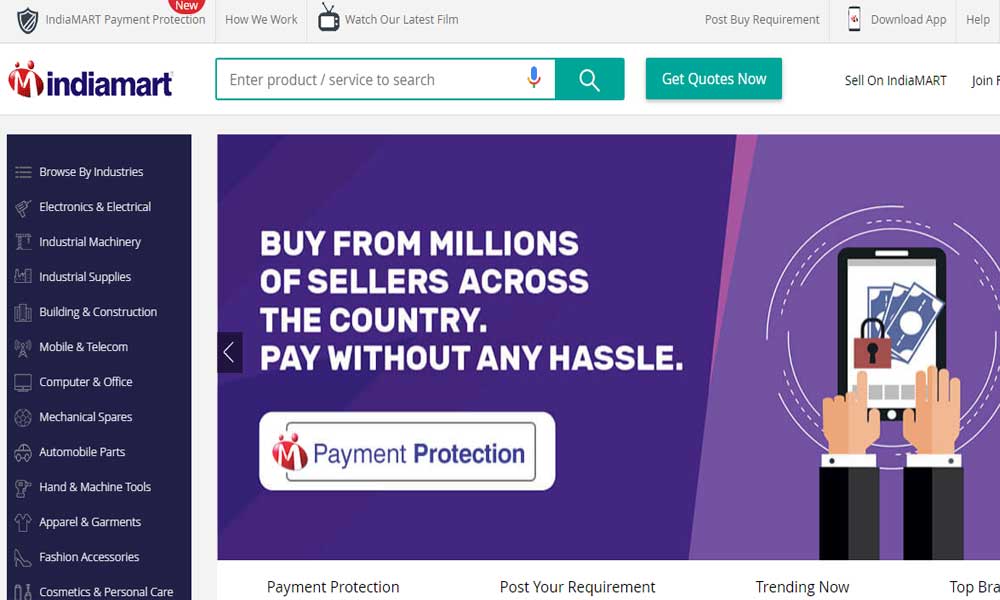 New
IndiaMART Payment Protection
How We Work
Watch Our Latest Film
Post Buy Requirement
Download App
Help
indiamart
Enter product / service to search
Get Quotes Now
Sell On IndiaMART
Join
Browse By Industries
Electronics & Electrical
Industrial Machinery
Industrial Supplies
Building & Construction
Mobile & Telecom
Computer & Office
Mechanical Spares
Automobile Parts
Hand & Machine Tools
Apparel & Garments
Fashion Accessories
Cosmetics & Personal Care
BUY FROM MILLIONS
OF SELLERS ACROSS
THE COUNTRY.
PAY WITHOUT ANY HASSLE.
Payment Protection
Payment Protection
Post Your Requirement
Trending Now
Top